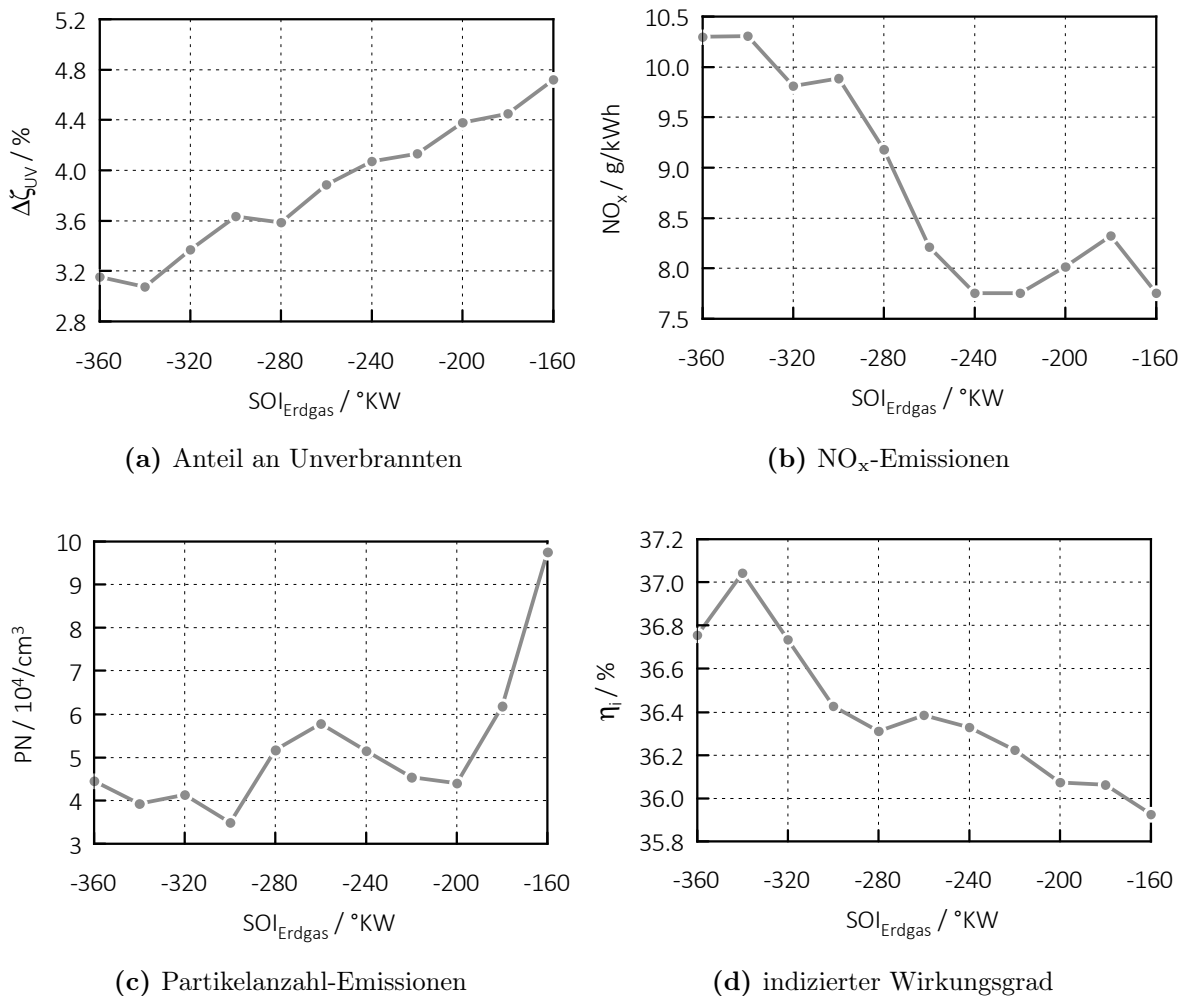 5.2
4.8
4.4
4.0
3.6
3.2
2.8
Δζ_UV / %
-360 -320 -280 -240 -200 -160
SOI_Erdgas / °KW
(a) Anteil an Unverbrannten
10.5
10.0
9.5
9.0
8.5
8.0
7.5
NO_x / g/kWh
-360 -320 -280 -240 -200 -160
SOI_Erdgas / °KW
(b) NO_x-Emissionen
10
9
8
7
6
5
4
3
PN / 10⁴/cm³
-360 -320 -280 -240 -200 -160
SOI_Erdgas / °KW
(c) Partikelanzahl-Emissionen
37.2
37.0
36.8
36.6
36.4
36.2
36.0
35.8
η_i / %
-360 -320 -280 -240 -200 -160
SOI_Erdgas / °KW
(d) indizierter Wirkungsgrad